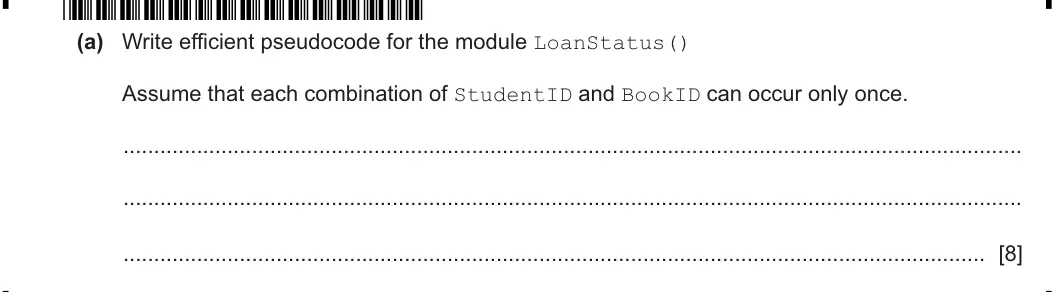 (a) Write efficient pseudocode for the module LoanStatus()
Assume that each combination of StudentID and BookID can occur only once.
..........................................................................................................................................................
..........................................................................................................................................................
.................................................................................................................................................... [8]